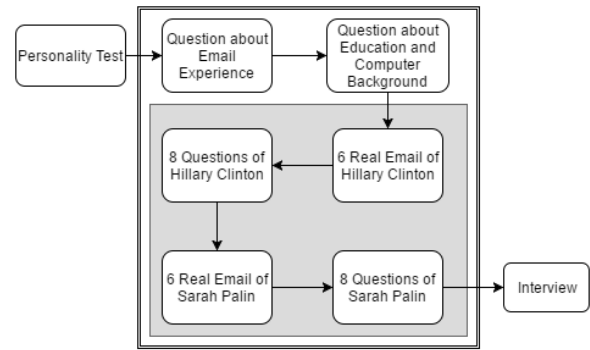 Personality Test
Question about
Email
Experience
Question about
Education and
Computer
Background
6 Real Email of
Hillary Clinton
8 Questions of
Hillary Clinton
6 Real Email of
Sarah Palin
8 Questions of
Sarah Palin
Interview